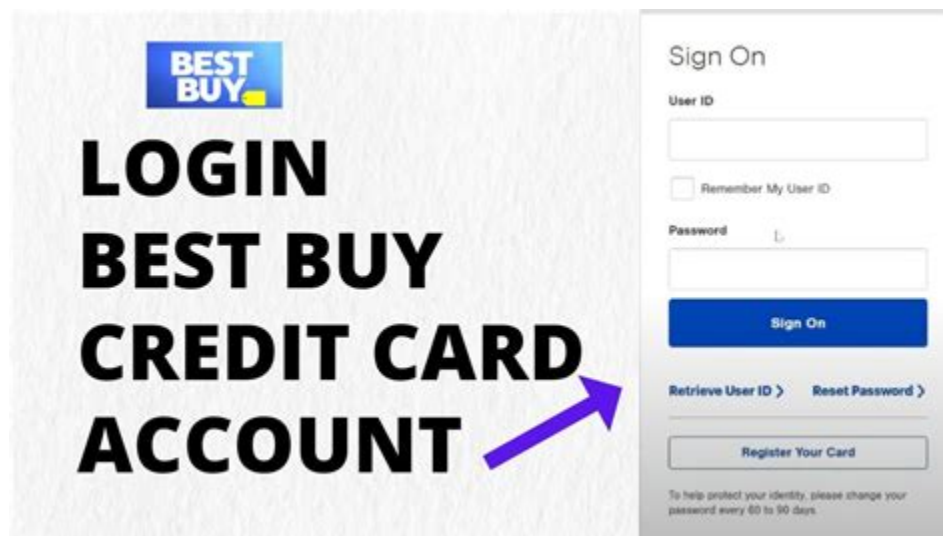 BEST
BUY
LOGIN
BEST BUY
CREDIT CARD
ACCOUNT
Sign On
User ID
Remember My User ID
Password
Sign On
Retrieve User ID > Reset Password >
Register Your Card
To help protect your identity, please change your
password every 60 to 90 days.